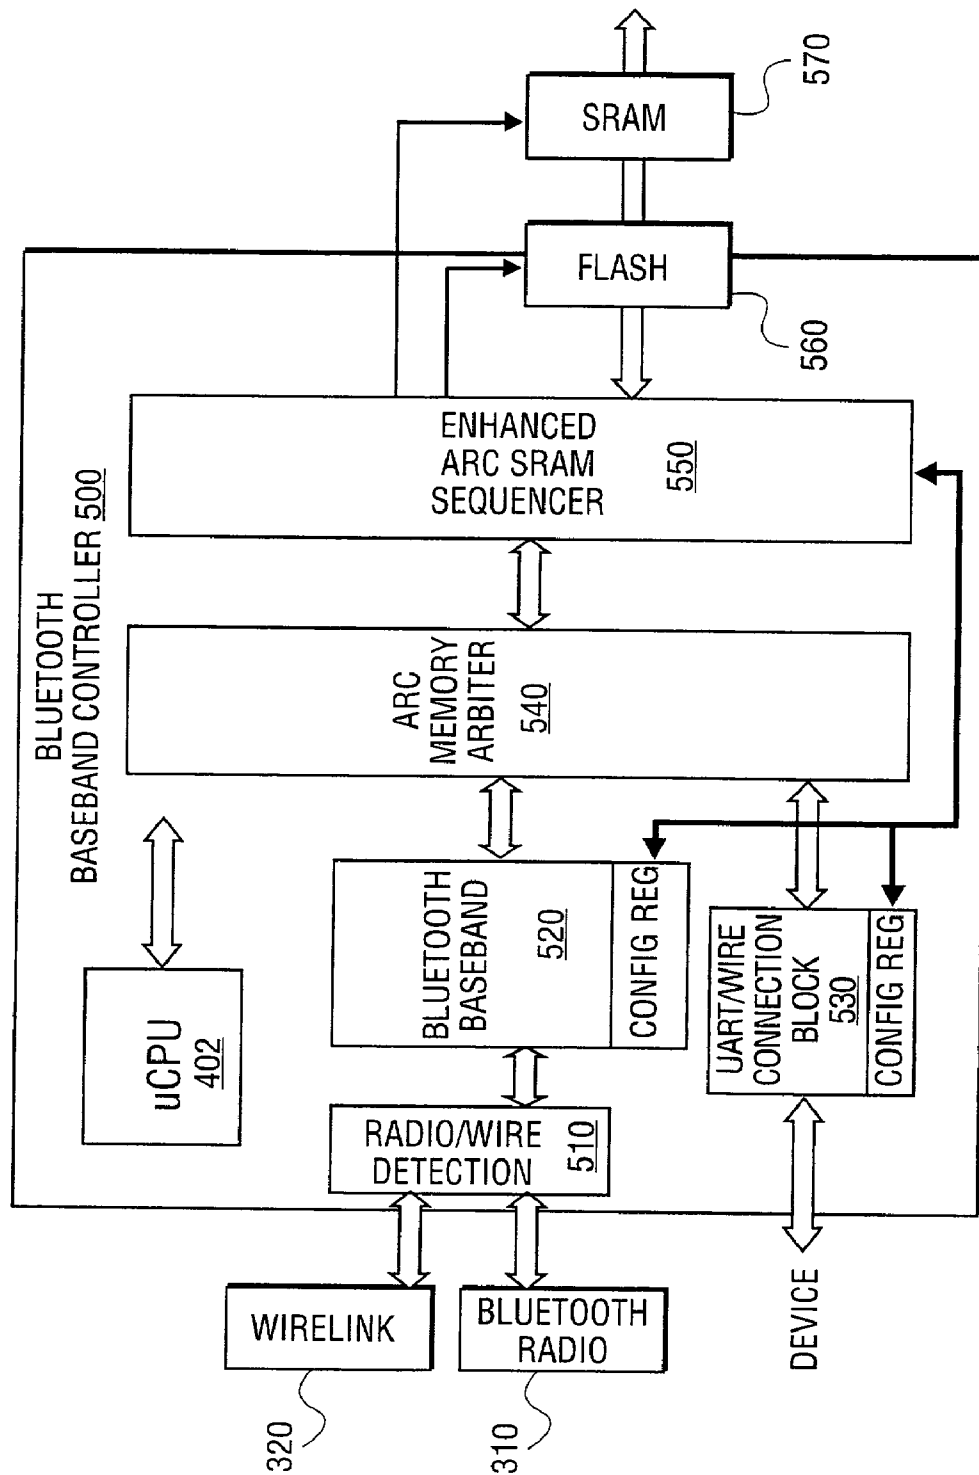 BLUETOOTH
BASEBAND CONTROLLER 500
uCPU
402
WIRELINK
320
BLUETOOTH
RADIO
310
RADIO/WIRE
DETECTION
510
BLUETOOTH
BASEBAND
520
CONFIG REG
ARC
MEMORY
ARBITER
540
ENHANCED
ARC SRAM
SEQUENCER
550
FLASH
560
SRAM
570
DEVICE
UART/WIRE
CONNECTION
BLOCK
530
CONFIG REG